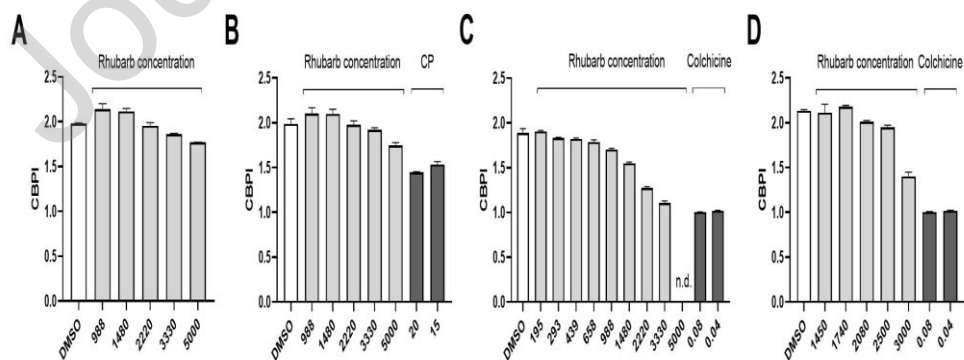 Jo
A
Rhubarb concentration
CBPI
2.5
2.0
1.5
1.0
0.5
0.0
DMSO
988
1480
2220
3330
5000
B
Rhubarb concentration
CP
CBPI
2.5
2.0
1.5
1.0
0.5
0.0
DMSO
988
1480
2220
3330
5000
20
15
C
Rhubarb concentration
Colchicine
CBPI
2.5
2.0
1.5
1.0
0.5
0.0
n.d.
DMSO
195
293
439
658
988
1480
2220
3330
5000
0.08
0.04
D
Rhubarb concentration
Colchicine
CBPI
2.5
2.0
1.5
1.0
0.5
0.0
DMSO
1450
1740
2080
2500
3000
0.08
0.04